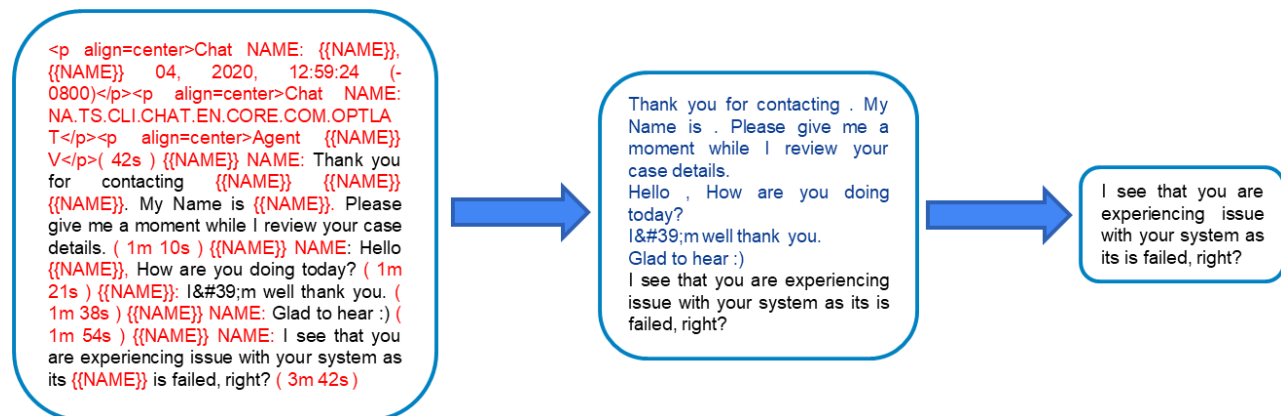 <p align=center>Chat NAME: {{NAME}},
{{NAME}} 04, 2020, 12:59:24 (-
0800)</p><p align=center>Chat NAME:
NA.TS.CLI.CHAT.EN.CORE.COM.OPTLA
T</p><p align=center>Agent {{NAME}}
V</p>( 42s ) {{NAME}} NAME: Thank you
for contacting {{NAME}} {{NAME}}
{{NAME}}. My Name is {{NAME}}. Please
give me a moment while I review your case
details. ( 1m 10s ) {{NAME}} NAME: Hello
{{NAME}}, How are you doing today? ( 1m
21s ) {{NAME}}: I&#39;m well thank you. (
1m 38s ) {{NAME}} NAME: Glad to hear :) (
1m 54s ) {{NAME}} NAME: I see that you
are experiencing issue with your system as
its {{NAME}} is failed, right? ( 3m 42s )
Thank you for contacting . My
Name is . Please give me a
moment while I review your
case details.
Hello , How are you doing
today?
I&#39;m well thank you.
Glad to hear :)
I see that you are experiencing
issue with your system as its is
failed, right?
I see that you are
experiencing issue
with your system as
its is failed, right?